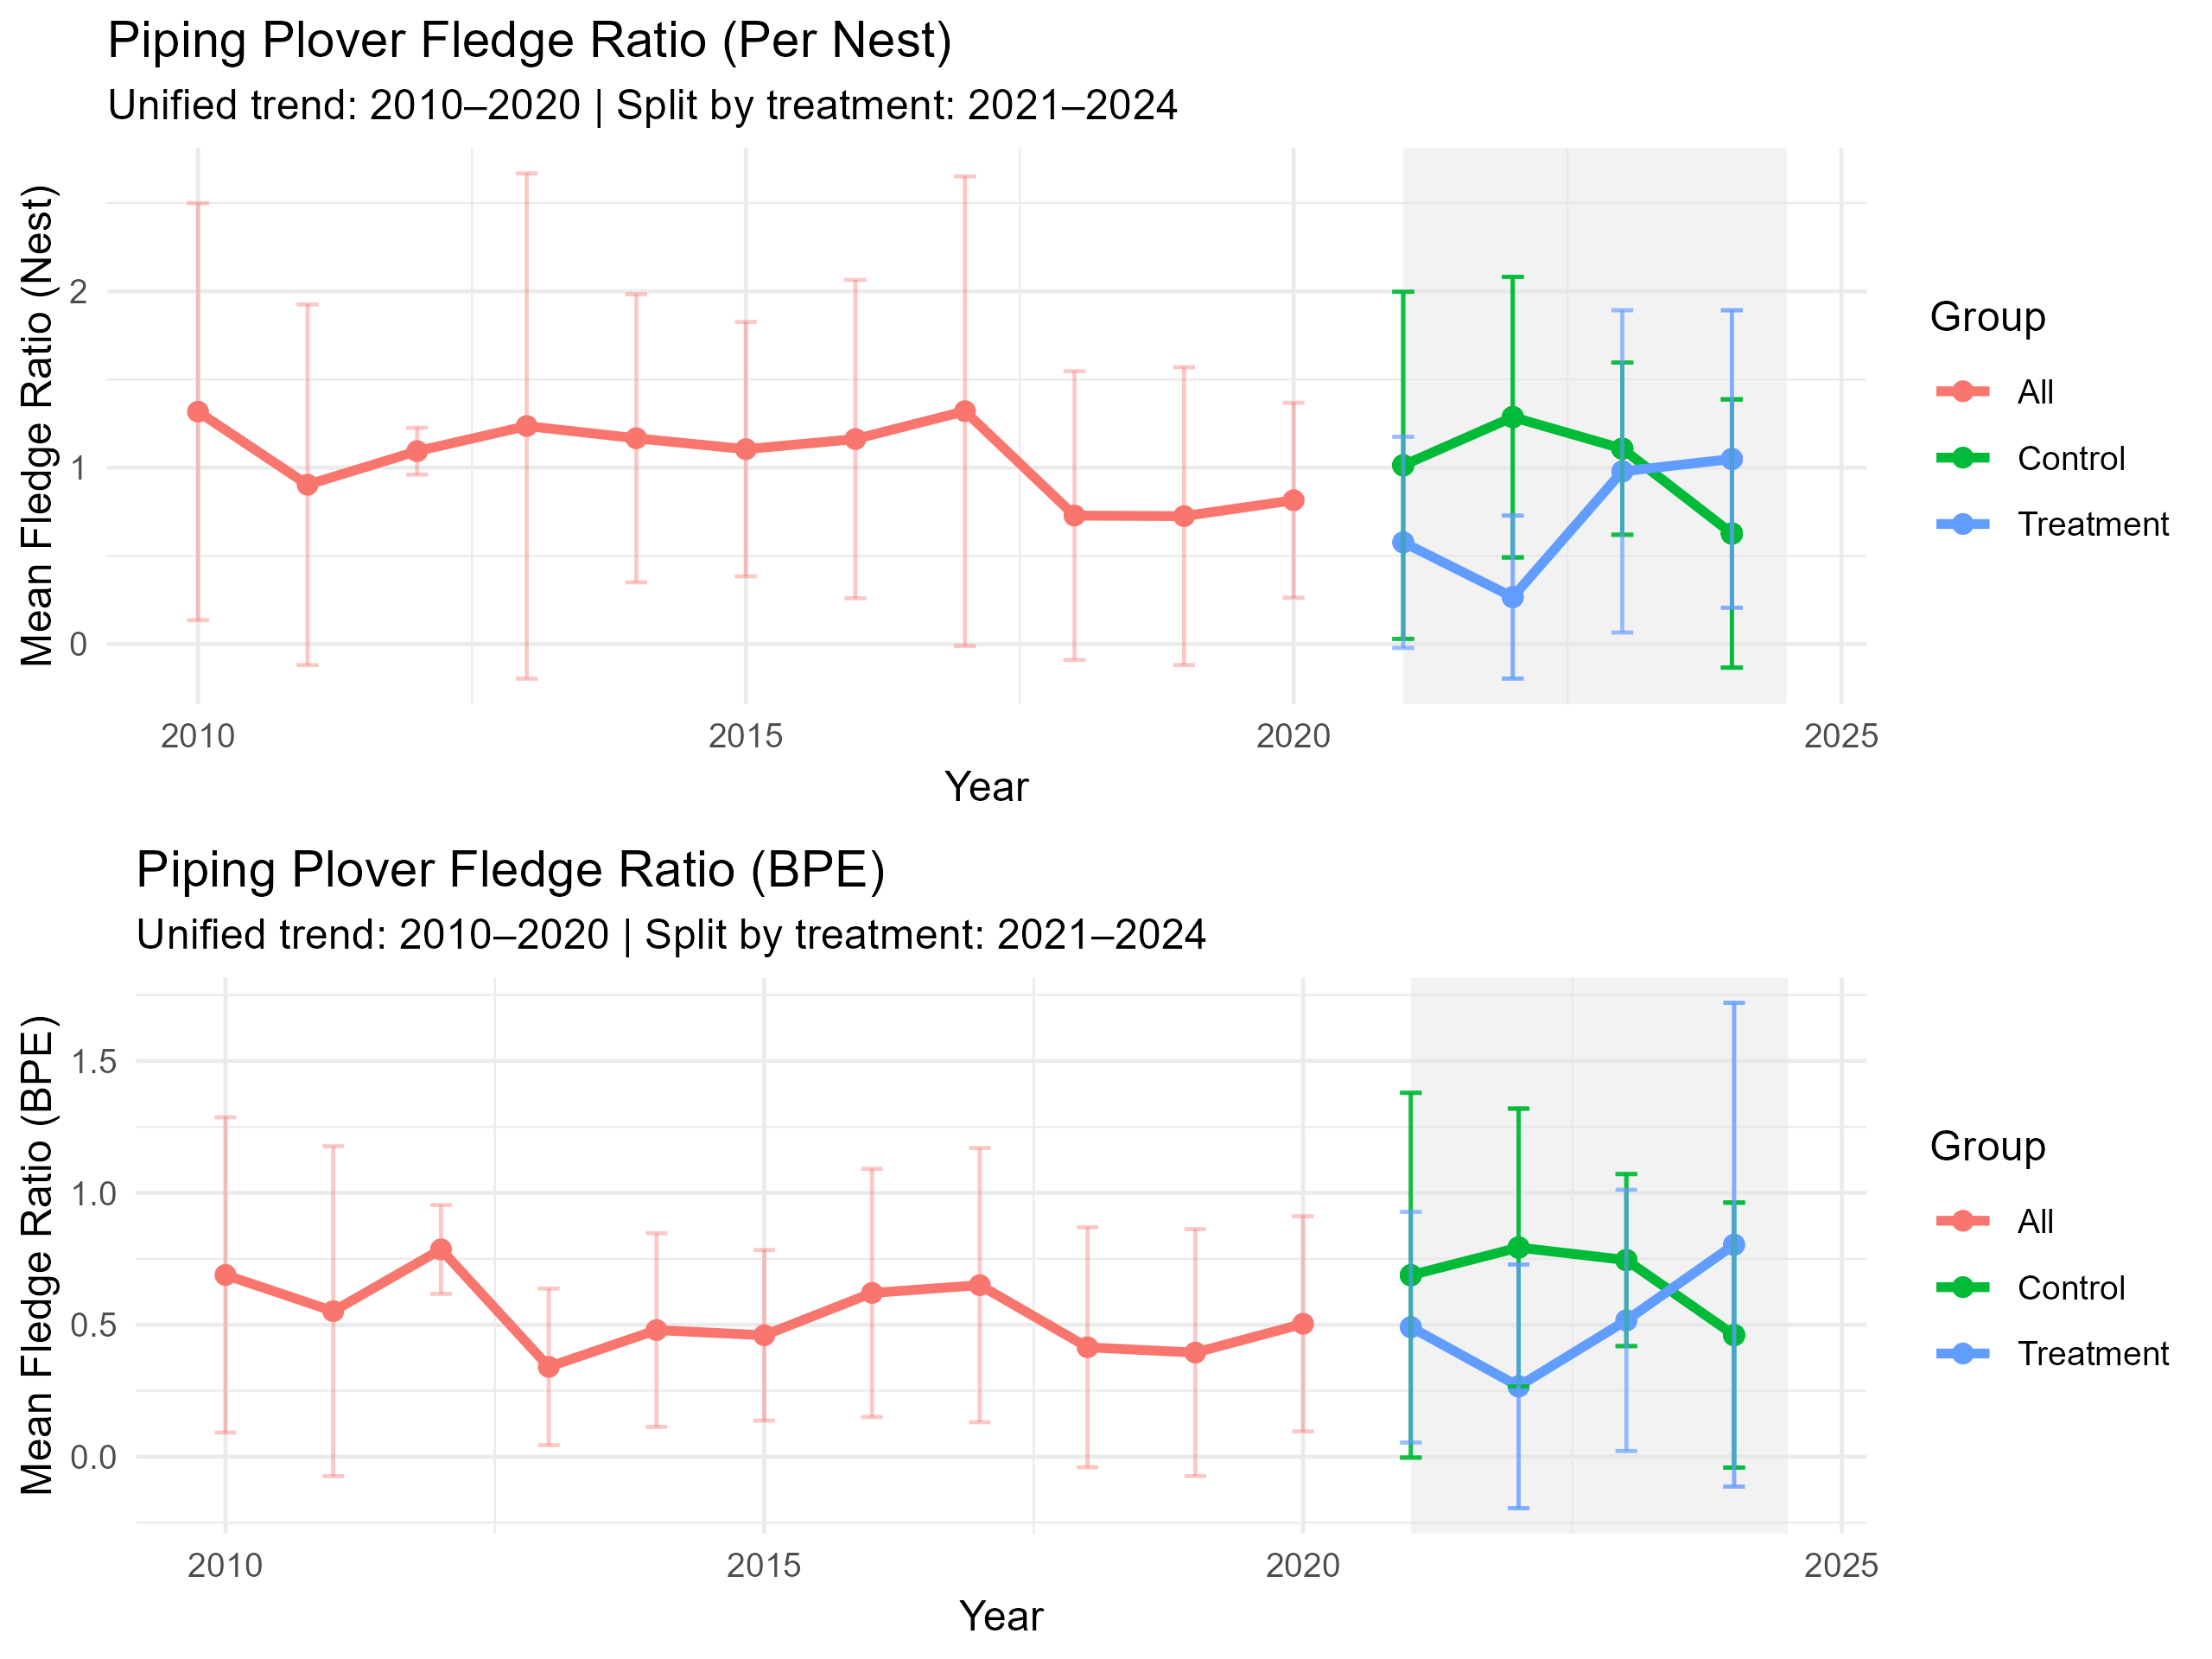 Piping Plover Fledge Ratio (Per Nest)
Unified trend: 2010–2020 | Split by treatment: 2021–2024
Mean Fledge Ratio (Nest)
2
1
0
2010
2015
2020
2025
Year
Group
All
Control
Treatment
Piping Plover Fledge Ratio (BPE)
Unified trend: 2010–2020 | Split by treatment: 2021–2024
Mean Fledge Ratio (BPE)
1.5
1.0
0.5
0.0
2010
2015
2020
2025
Year
Group
All
Control
Treatment